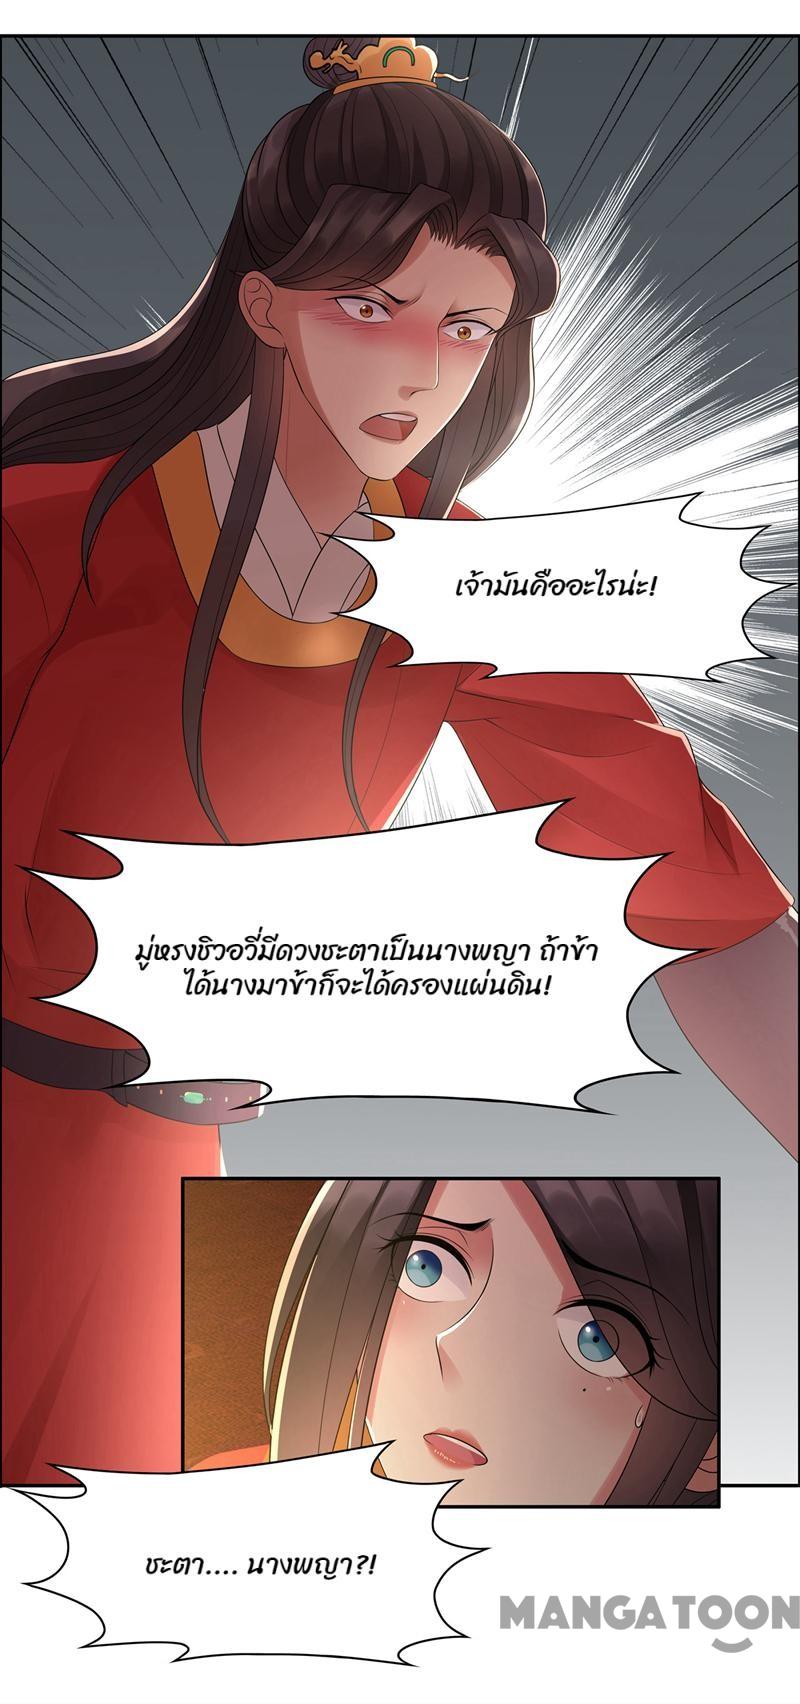 เจ้ามันคืออะไรน่ะ!
มู่หรงชิวอวี่มีดวงชะตาเป็นนางพญา ถ้าข้า
ได้นางมาข้าก็จะได้ครองแผ่นดิน!
ชะตา.... นางพญา?!
MANGATOON